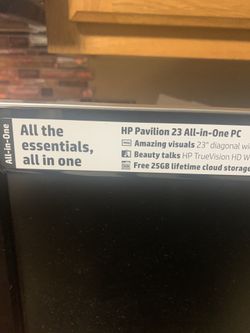 All-in-One
All the
essentials,
all in one
HP Pavilion 23 All-in-One PC
Amazing visuals 23" diagonal wi
Beauty talks HP TrueVision HD W
Free 25GB lifetime cloud storage